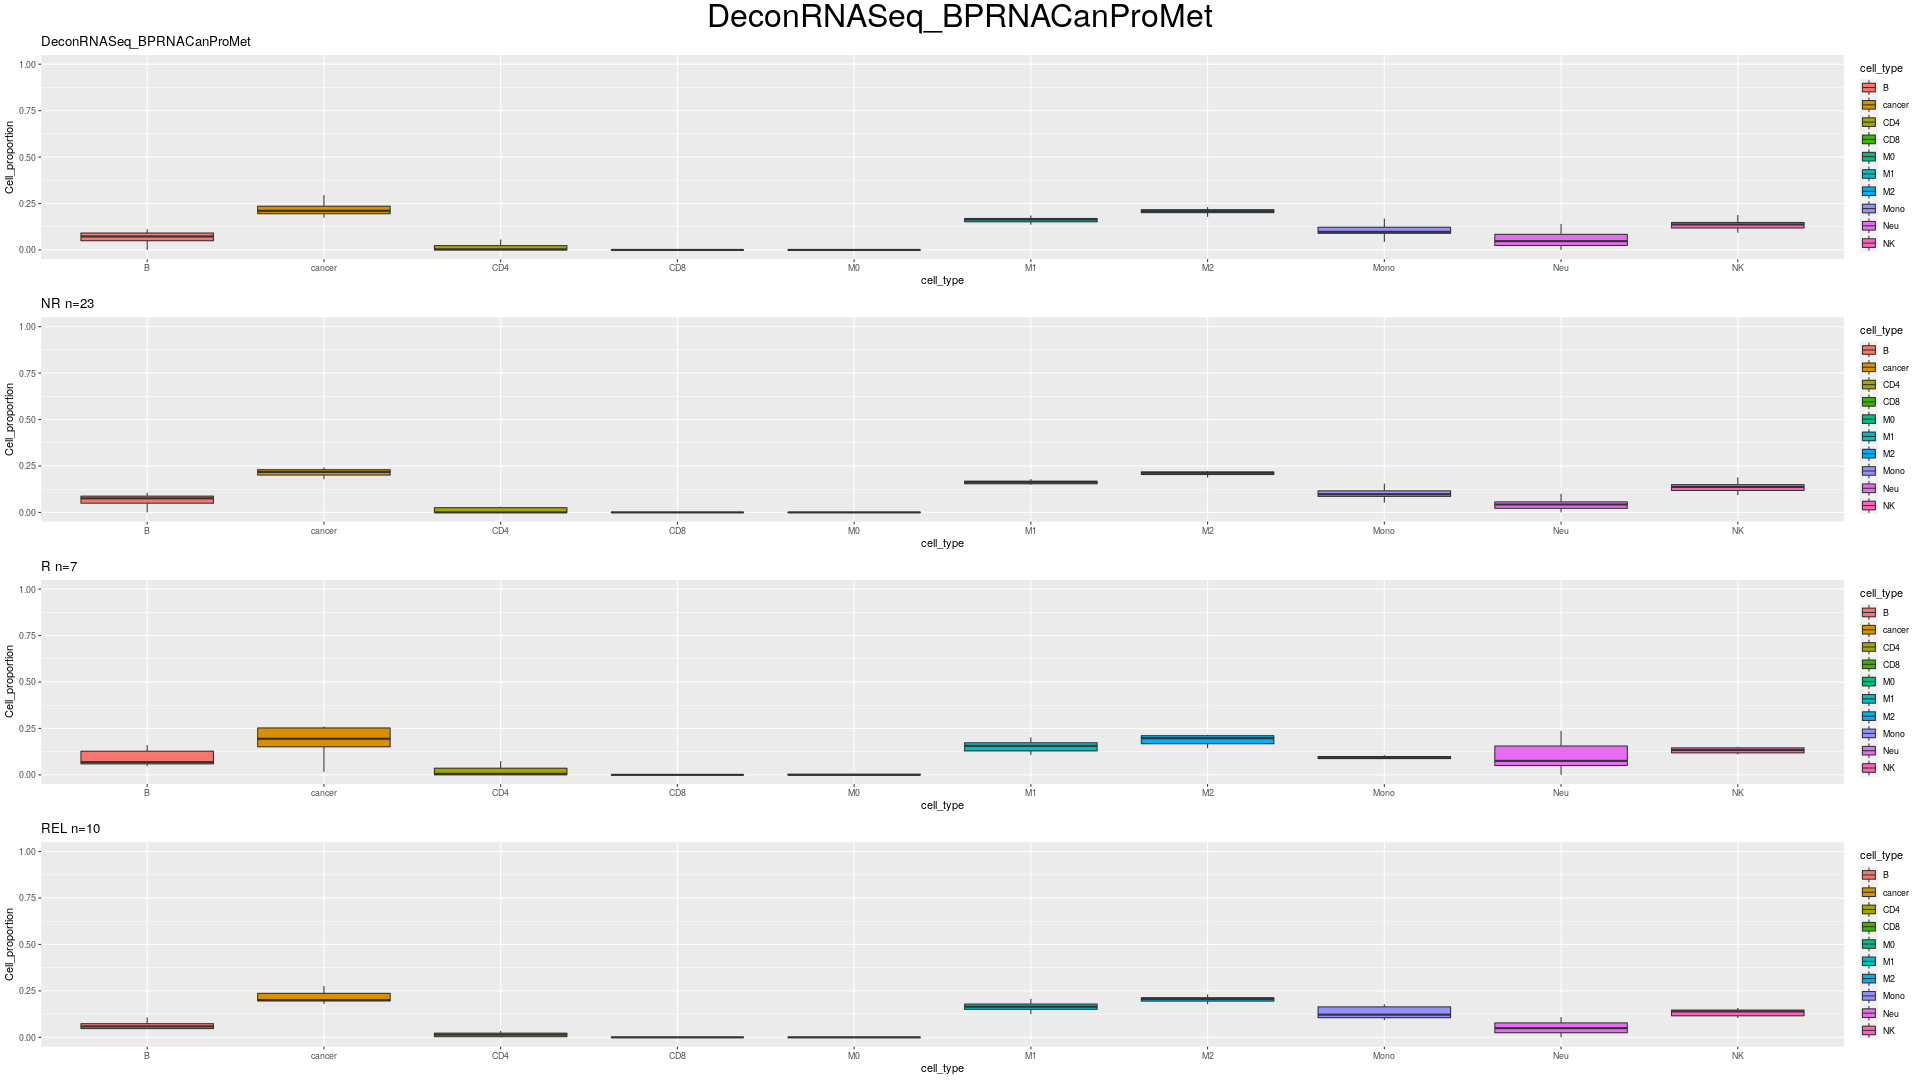 DeconRNASeq_BPRNACanProMet
DeconRNASeq_BPRNACanProMet
Cell_proportion
1.00
0.75
0.50
0.25
0.00
B cancer CD4 CD8 M0 M1 M2 Mono Neu NK
cell_type
cell_type
B
cancer
CD4
CD8
M0
M1
M2
Mono
Neu
NK
NR n=23
Cell_proportion
1.00
0.75
0.50
0.25
0.00
B cancer CD4 CD8 M0 M1 M2 Mono Neu NK
cell_type
cell_type
B
cancer
CD4
CD8
M0
M1
M2
Mono
Neu
NK
R n=7
Cell_proportion
1.00
0.75
0.50
0.25
0.00
B cancer CD4 CD8 M0 M1 M2 Mono Neu NK
cell_type
cell_type
B
cancer
CD4
CD8
M0
M1
M2
Mono
Neu
NK
REL n=10
Cell_proportion
1.00
0.75
0.50
0.25
0.00
B cancer CD4 CD8 M0 M1 M2 Mono Neu NK
cell_type
cell_type
B
cancer
CD4
CD8
M0
M1
M2
Mono
Neu
NK